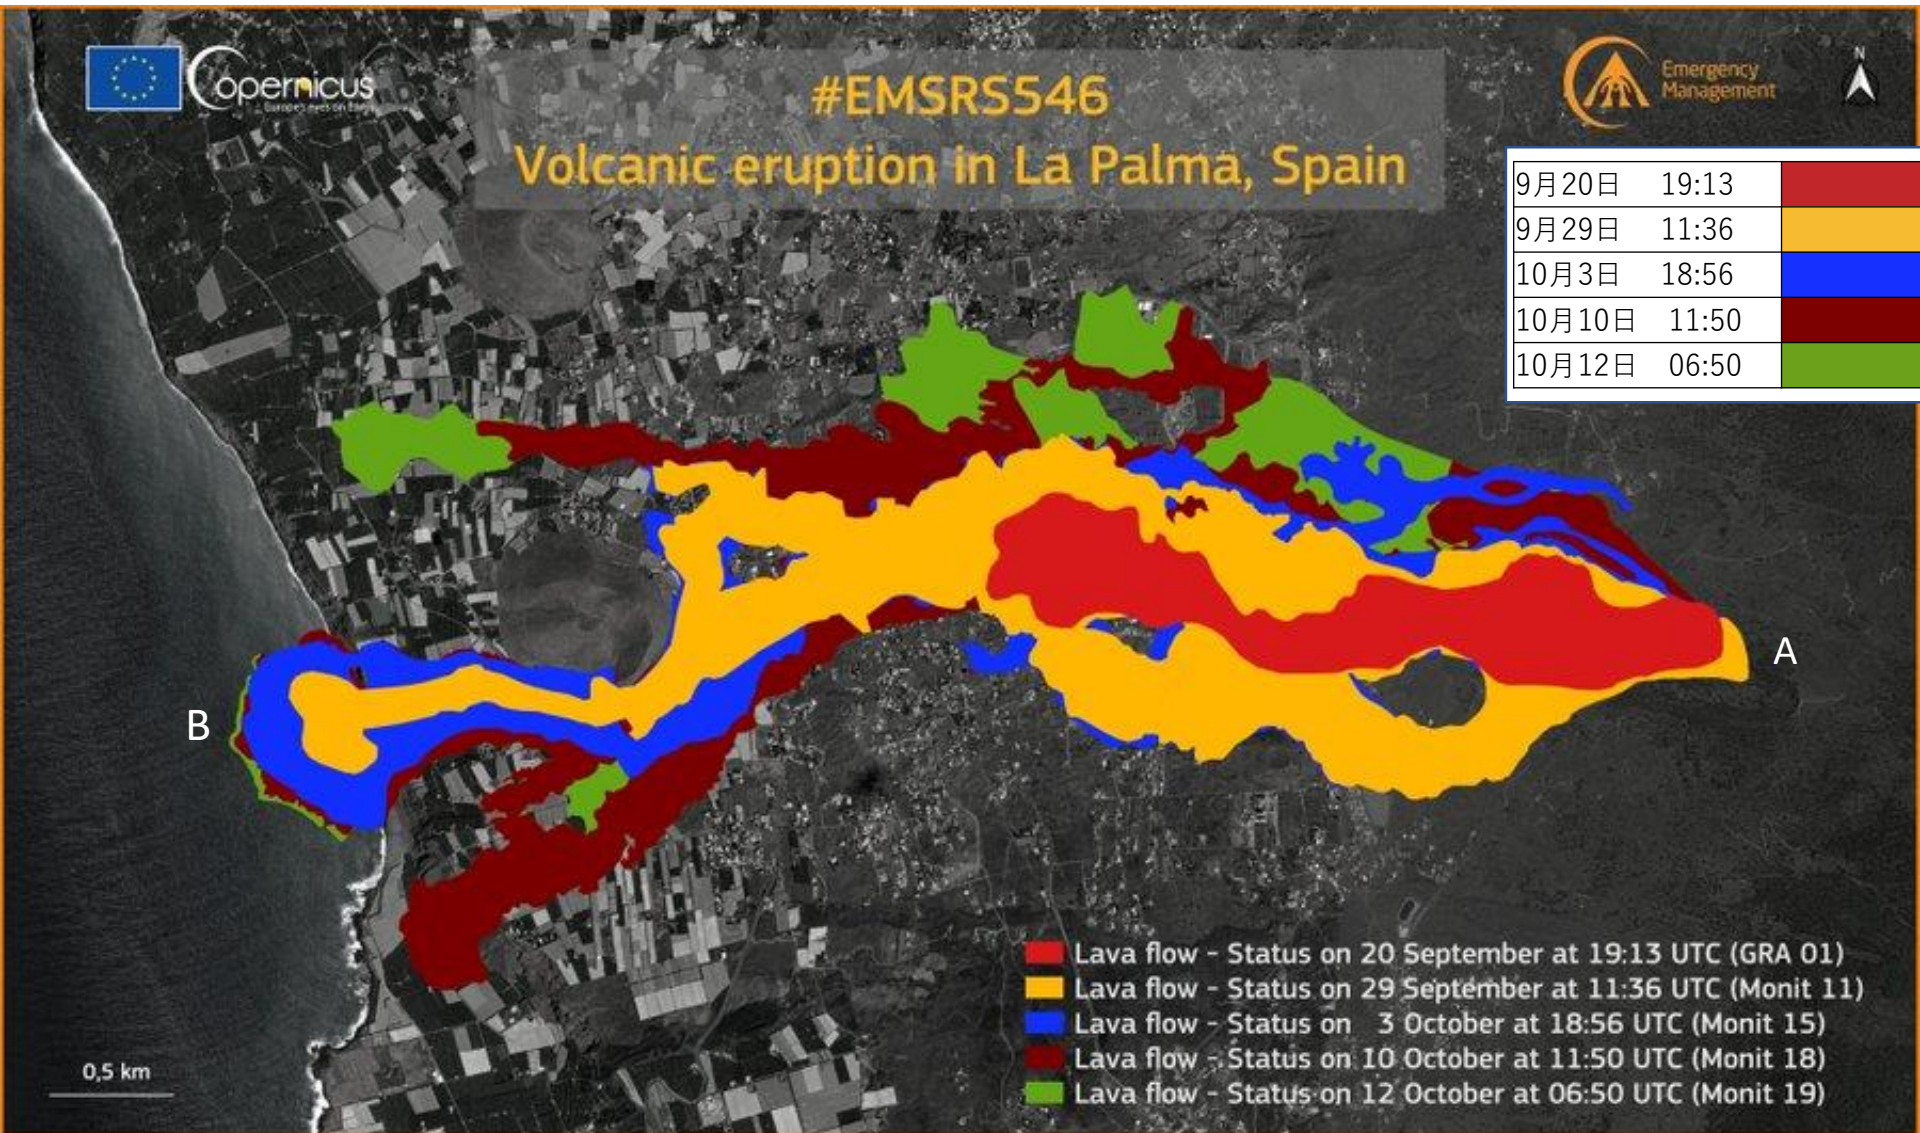 Copernicus
Europe's eyes on Earth
#EMSR546
Volcanic eruption in La Palma, Spain
Emergency
Management
N
9月20日 19:13
9月29日 11:36
10月3日 18:56
10月10日 11:50
10月12日 06:50
A
B
0,5 km
Lava flow - Status on 20 September at 19:13 UTC (GRA 01)
Lava flow - Status on 29 September at 11:36 UTC (Monit 11)
Lava flow - Status on 3 October at 18:56 UTC (Monit 15)
Lava flow - Status on 10 October at 11:50 UTC (Monit 18)
Lava flow - Status on 12 October at 06:50 UTC (Monit 19)